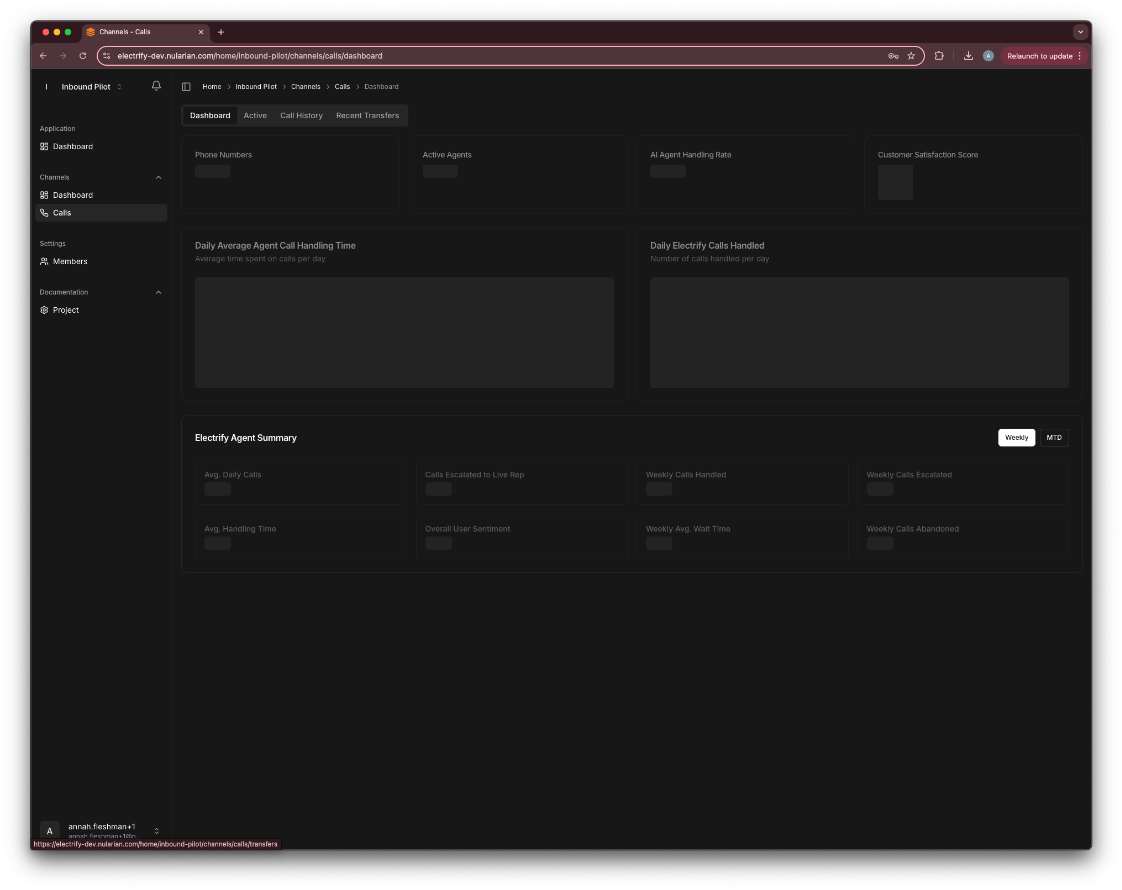 Channels - Calls
electrify-dev.nularian.com/home/inbound-pilot/channels/calls/dashboard
A
Relaunch to update
I
Inbound Pilot
Home > Inbound Pilot > Channels > Calls > Dashboard
Application
Dashboard
Channels
Dashboard
Calls
Settings
Members
Documentation
Project
Dashboard Active Call History Recent Transfers
Phone Numbers
Active Agents
AI Agent Handling Rate
Customer Satisfaction Score
Daily Average Agent Call Handling Time
Average time spent on calls per day
Daily Electrify Calls Handled
Number of calls handled per day
Electrify Agent Summary
Weekly
MTD
Avg. Daily Calls
Calls Escalated to Live Rep
Weekly Calls Handled
Weekly Calls Escalated
Avg. Handling Time
Overall User Sentiment
Weekly Avg. Wait Time
Weekly Calls Abandoned
A
annah.fleshman+1
annah.fleshman+1@n
https://electrify-dev.nularian.com/home/inbound-pilot/channels/calls/transfers